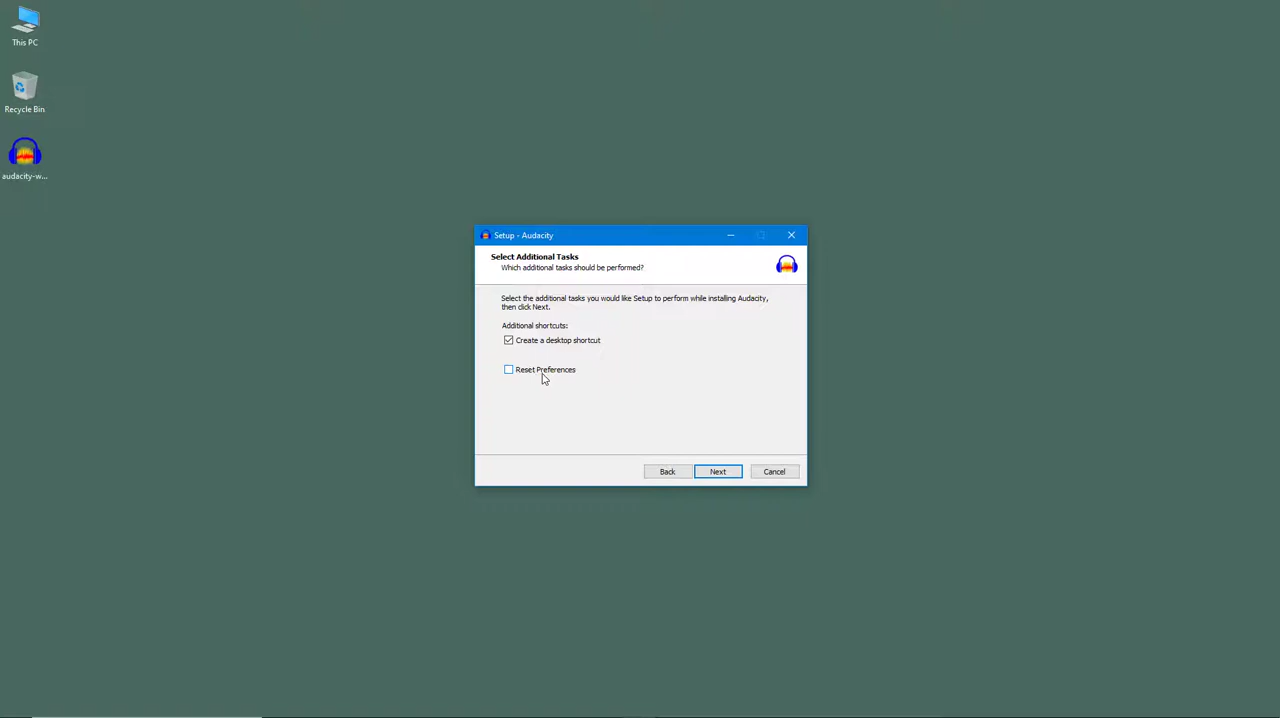 This PC
Recycle Bin
audacity-w...
Setup - Audacity
Select Additional Tasks
Which additional tasks should be performed?
Select the additional tasks you would like Setup to perform while installing Audacity,
then click Next.
Additional shortcuts:
Create a desktop shortcut
Reset Preferences
Back
Next
Cancel